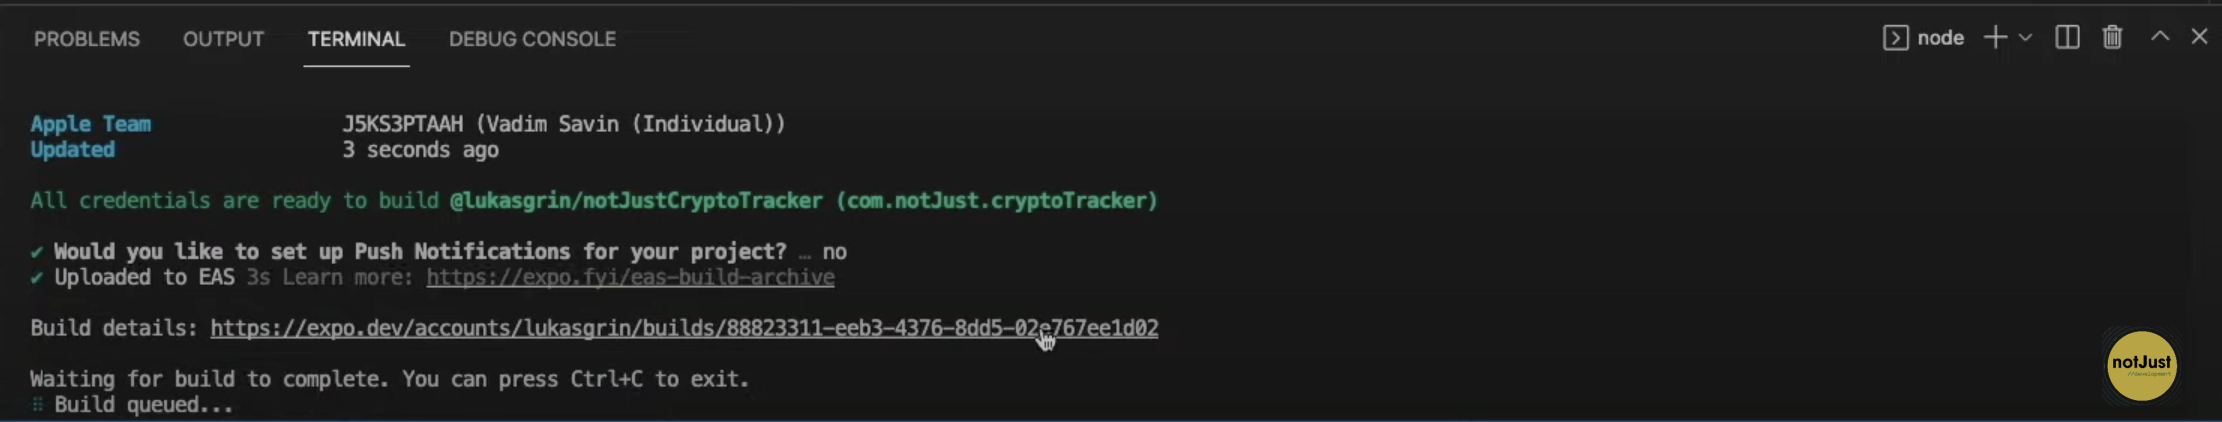 PROBLEMS OUTPUT TERMINAL DEBUG CONSOLE node
Apple Team J5KS3PTAAH (Vadim Savin (Individual))
Updated 3 seconds ago
All credentials are ready to build @lukasgrin/notJustCryptoTracker (com.notJust.cryptoTracker)
✔ Would you like to set up Push Notifications for your project? … no
✔ Uploaded to EAS 3s Learn more: https://expo.fyi/eas-build-archive
Build details: https://expo.dev/accounts/lukasgrin/builds/88823311-eeb3-4376-8dd5-02e767ee1d02
Waiting for build to complete. You can press Ctrl+C to exit.
Build queued...
notJust
//development